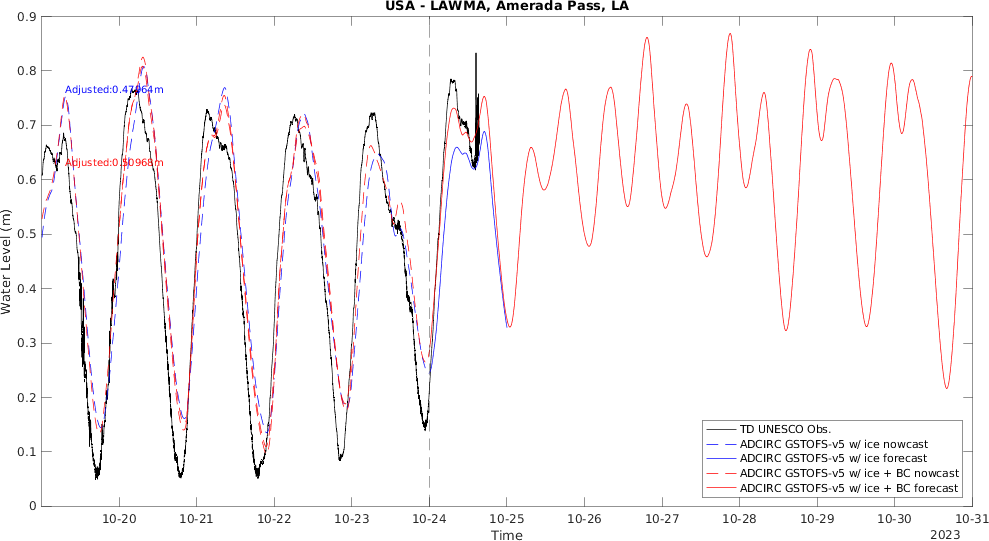 USA - LAWMA, Amerada Pass, LA
0.9
0.8
0.7
0.6
0.5
0.4
0.3
0.2
0.1
0
Water Level (m)
Adjusted:0.47964m
Adjusted:0.50968m
10-20
10-21
10-22
10-23
10-24
10-25
10-26
10-27
10-28
10-29
10-30
10-31
2023
Time
TD UNESCO Obs.
ADCIRC GSTOFS-v5 w/ ice nowcast
ADCIRC GSTOFS-v5 w/ ice forecast
ADCIRC GSTOFS-v5 w/ ice + BC nowcast
ADCIRC GSTOFS-v5 w/ ice + BC forecast